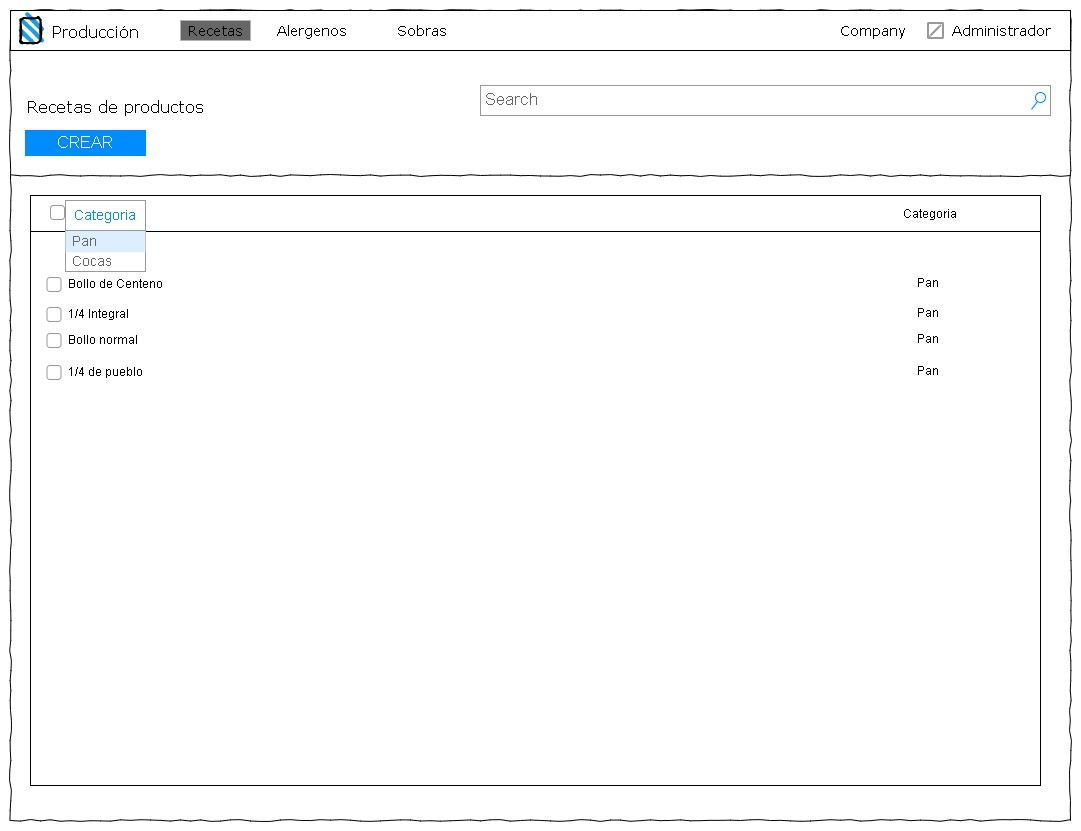 Producción Recetas Alergenos Sobras Company Administrador
Search
Recetas de productos
CREAR
Categoria Categoria
Pan
Cocas
Bollo de Centeno Pan
1/4 Integral Pan
Bollo normal Pan
1/4 de pueblo Pan